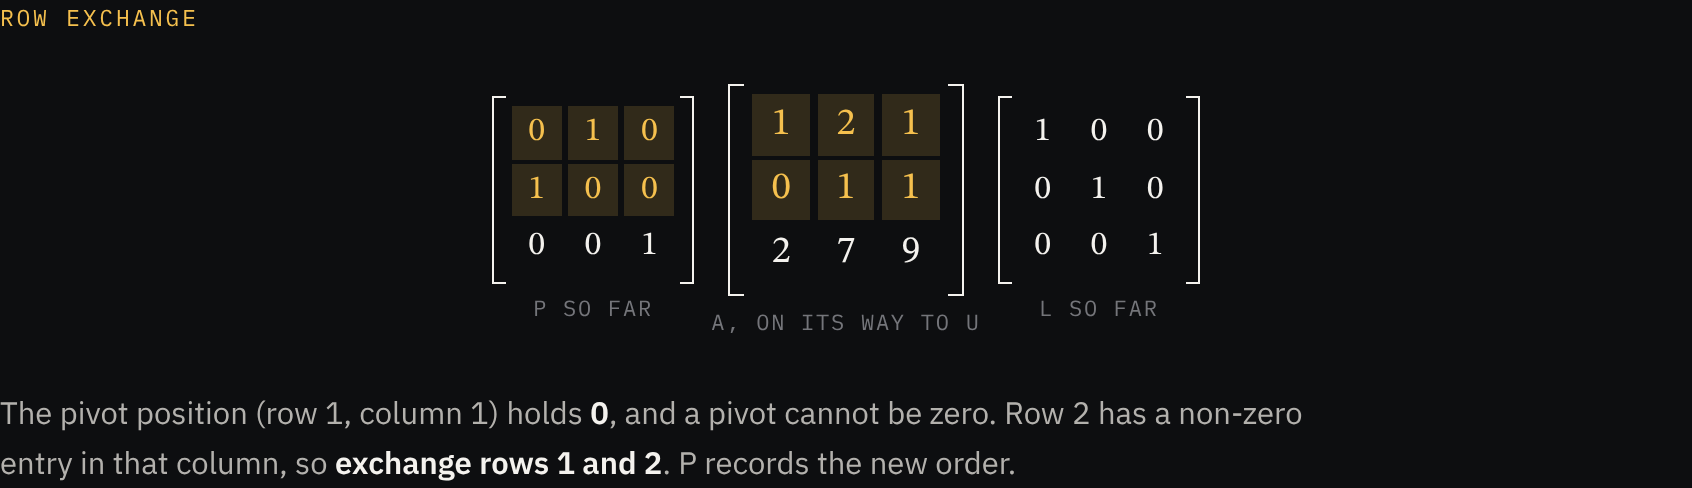 ROW EXCHANGE
0 1 0 1 2 1 1 0 0
1 0 0 0 1 1 0 1 0
0 0 1 2 7 9 0 0 1
P SO FAR A, ON ITS WAY TO U L SO FAR
The pivot position (row 1, column 1) holds 0, and a pivot cannot be zero. Row 2 has a non-zero
entry in that column, so exchange rows 1 and 2. P records the new order.